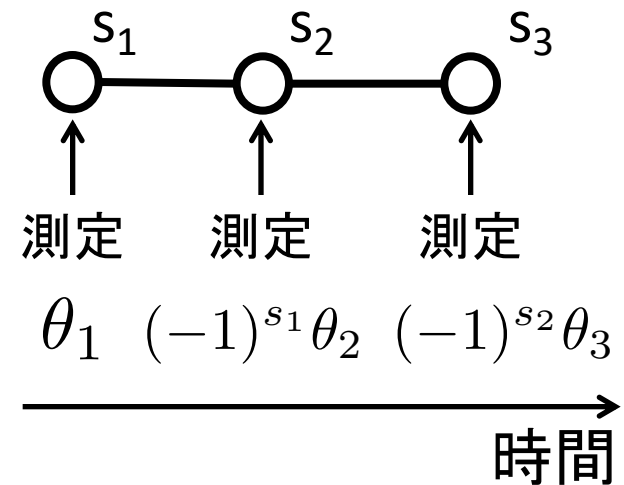 s₁ s₂ s₃
測定 測定 測定
θ₁ (−1)^{s₁}θ₂ (−1)^{s₂}θ₃
時間